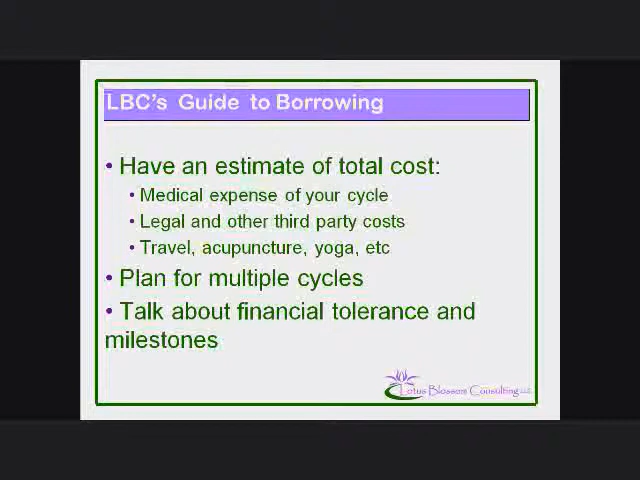 LBC's Guide to Borrowing
• Have an estimate of total cost:
• Medical expense of your cycle
• Legal and other third party costs
• Travel, acupuncture, yoga, etc
• Plan for multiple cycles
• Talk about financial tolerance and
milestones
Lotus Blossom Consulting LLC